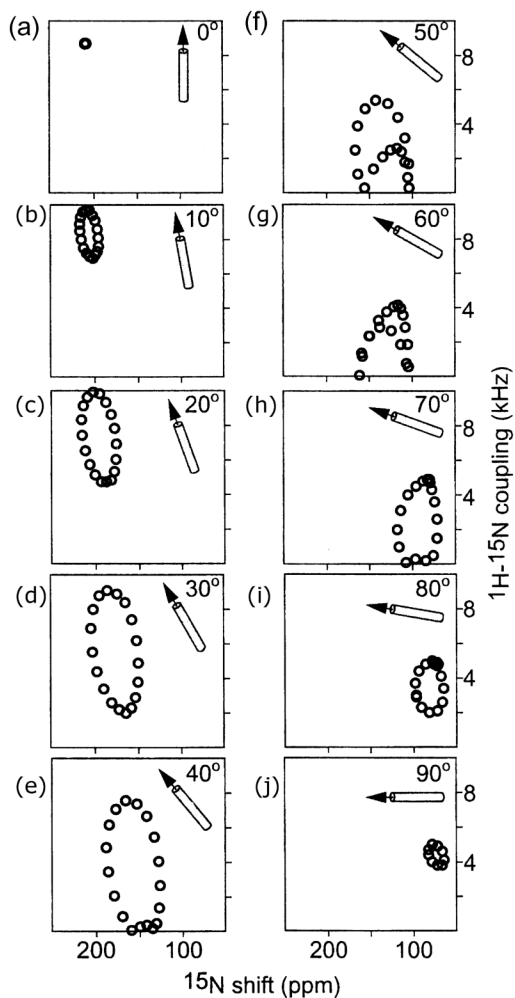 (a) 0°
(b) 10°
(c) 20°
(d) 30°
(e) 40°
200 100
(f) 50°
8
4
(g) 60°
8
4
(h) 70°
8
4
(i) 80°
8
4
(j) 90°
8
4
200 100
¹H-¹⁵N coupling (kHz)
¹⁵N shift (ppm)